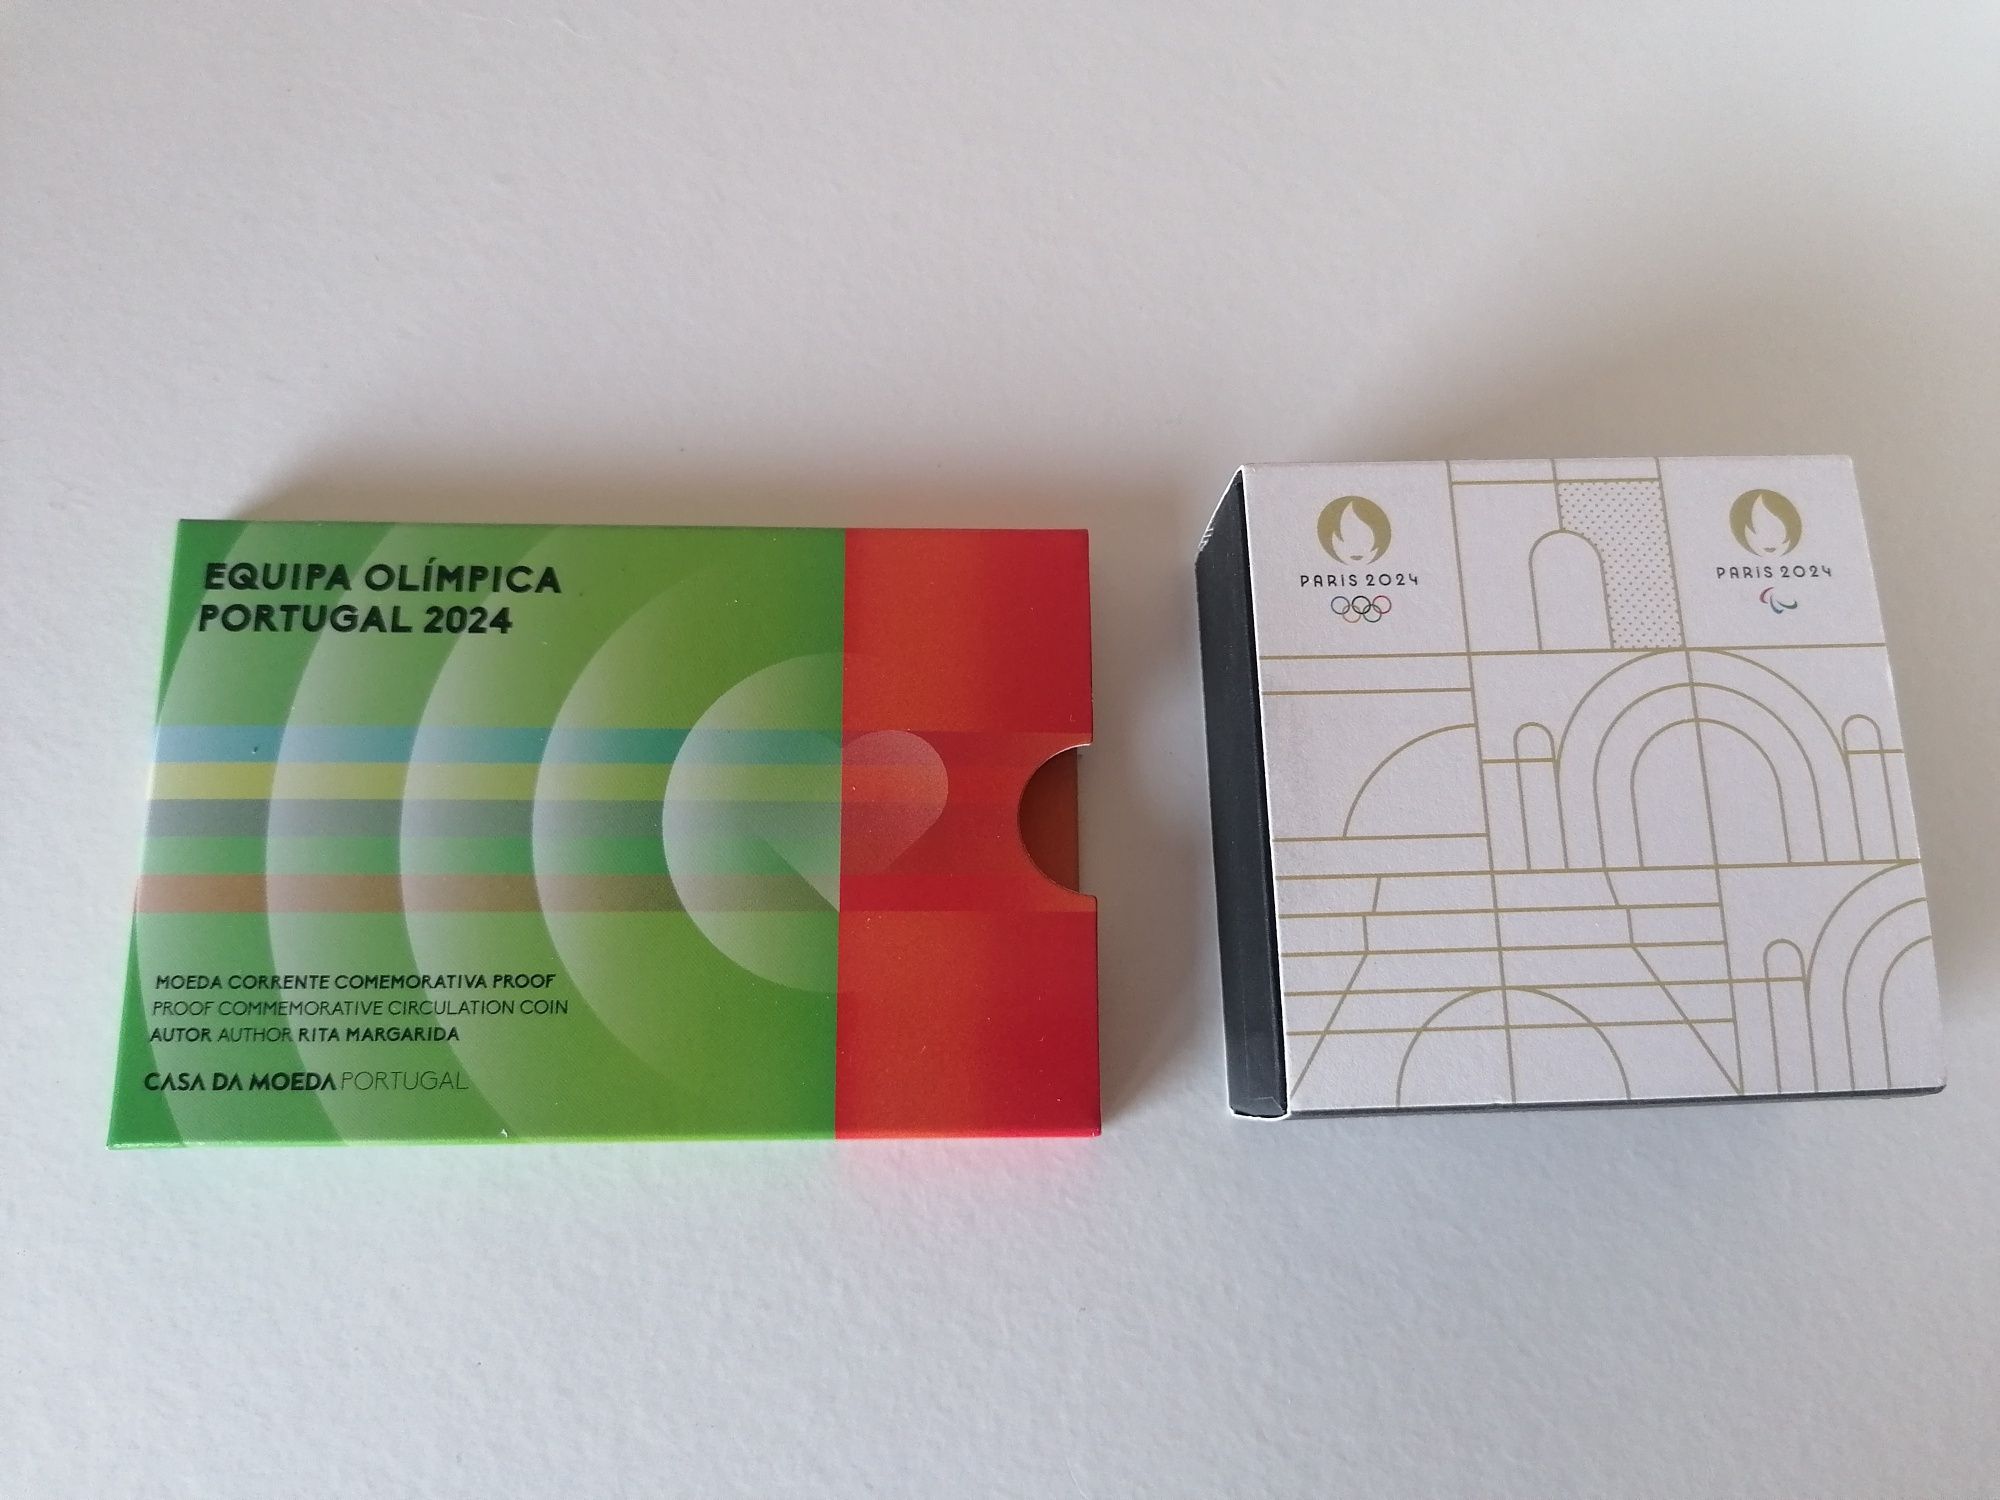 EQUIPA OLÍMPICA
PORTUGAL 2024
MOEDA CORRENTE COMEMORATIVA PROOF
PROOF COMMEMORATIVE CIRCULATION COIN
AUTOR AUTHOR RITA MARGARIDA
CASA DA MOEDA PORTUGAL
PARIS 2024
PARIS 2024